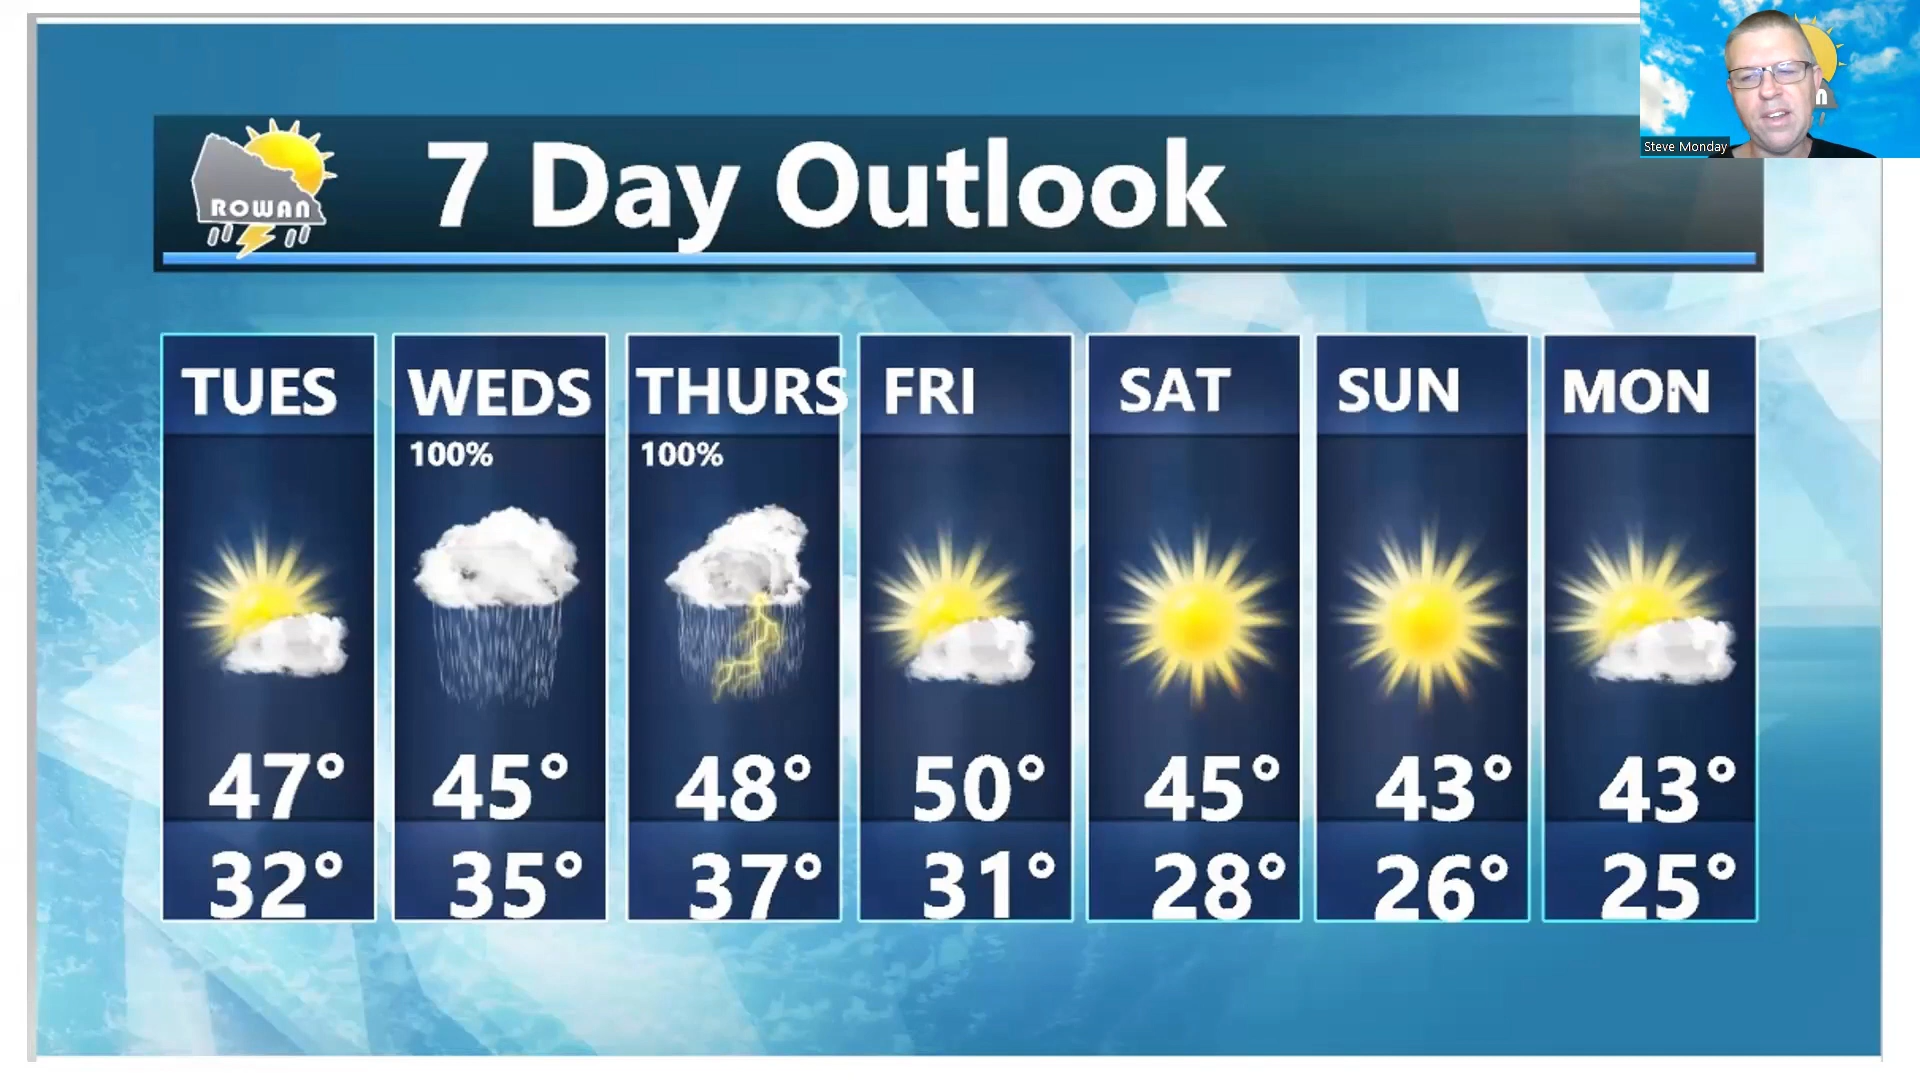 Steve Monday
n
ROWAN
7 Day Outlook
TUES WEDS THURS FRI SAT SUN MON
100% 100%
47° 45° 48° 50° 45° 43° 43°
32° 35° 37° 31° 28° 26° 25°